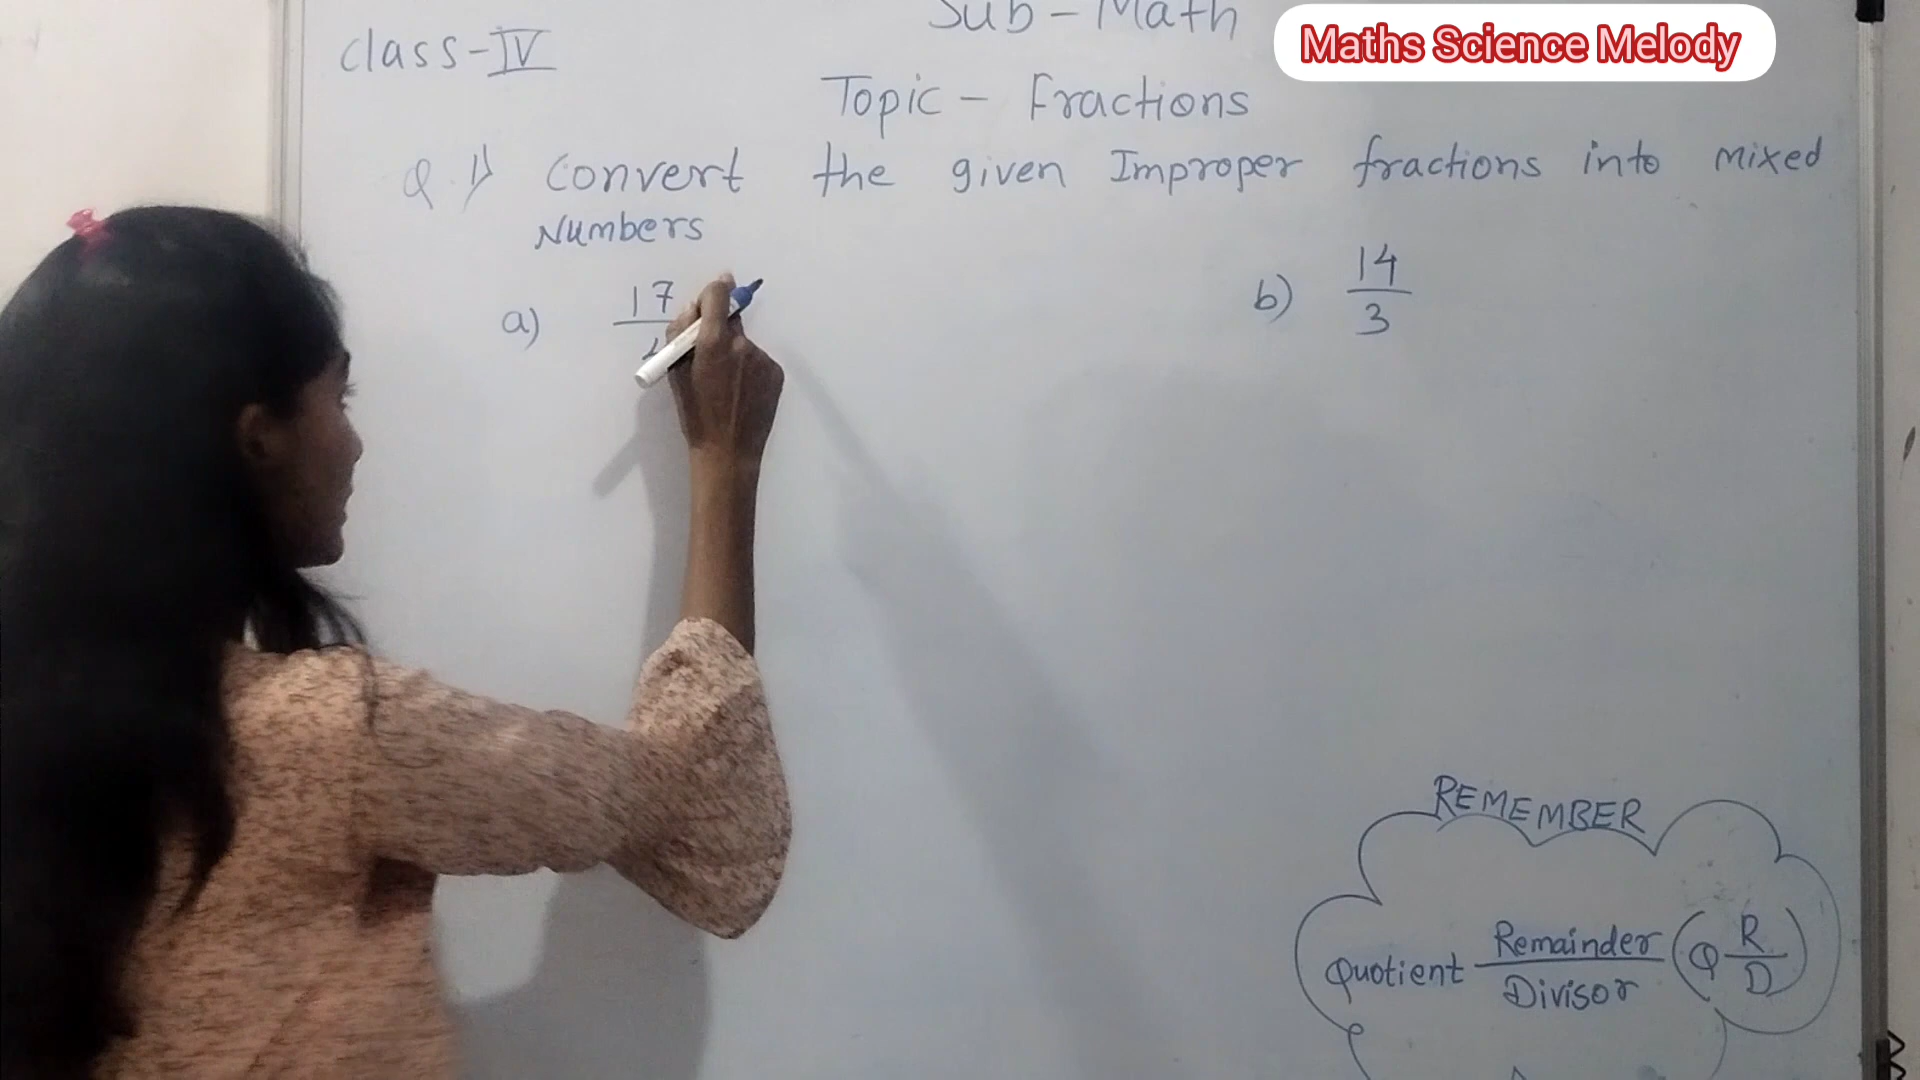 Sub - Math
Maths Science Melody
Class-IV
Topic - Fractions
Q.1) Convert the given Improper fractions into mixed
Numbers
a) 17
b) 14
3
REMEMBER
Quotient Remainder (Q R
Divisor D)